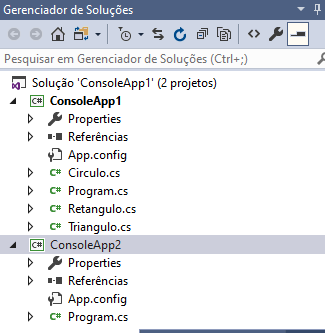 Gerenciador de Soluções
Pesquisar em Gerenciador de Soluções (Ctrl+;)
Solução 'ConsoleApp1' (2 projetos)
C# ConsoleApp1
Properties
Referências
App.config
C# Circulo.cs
C# Program.cs
C# Retangulo.cs
C# Triangulo.cs
C# ConsoleApp2
Properties
Referências
App.config
C# Program.cs